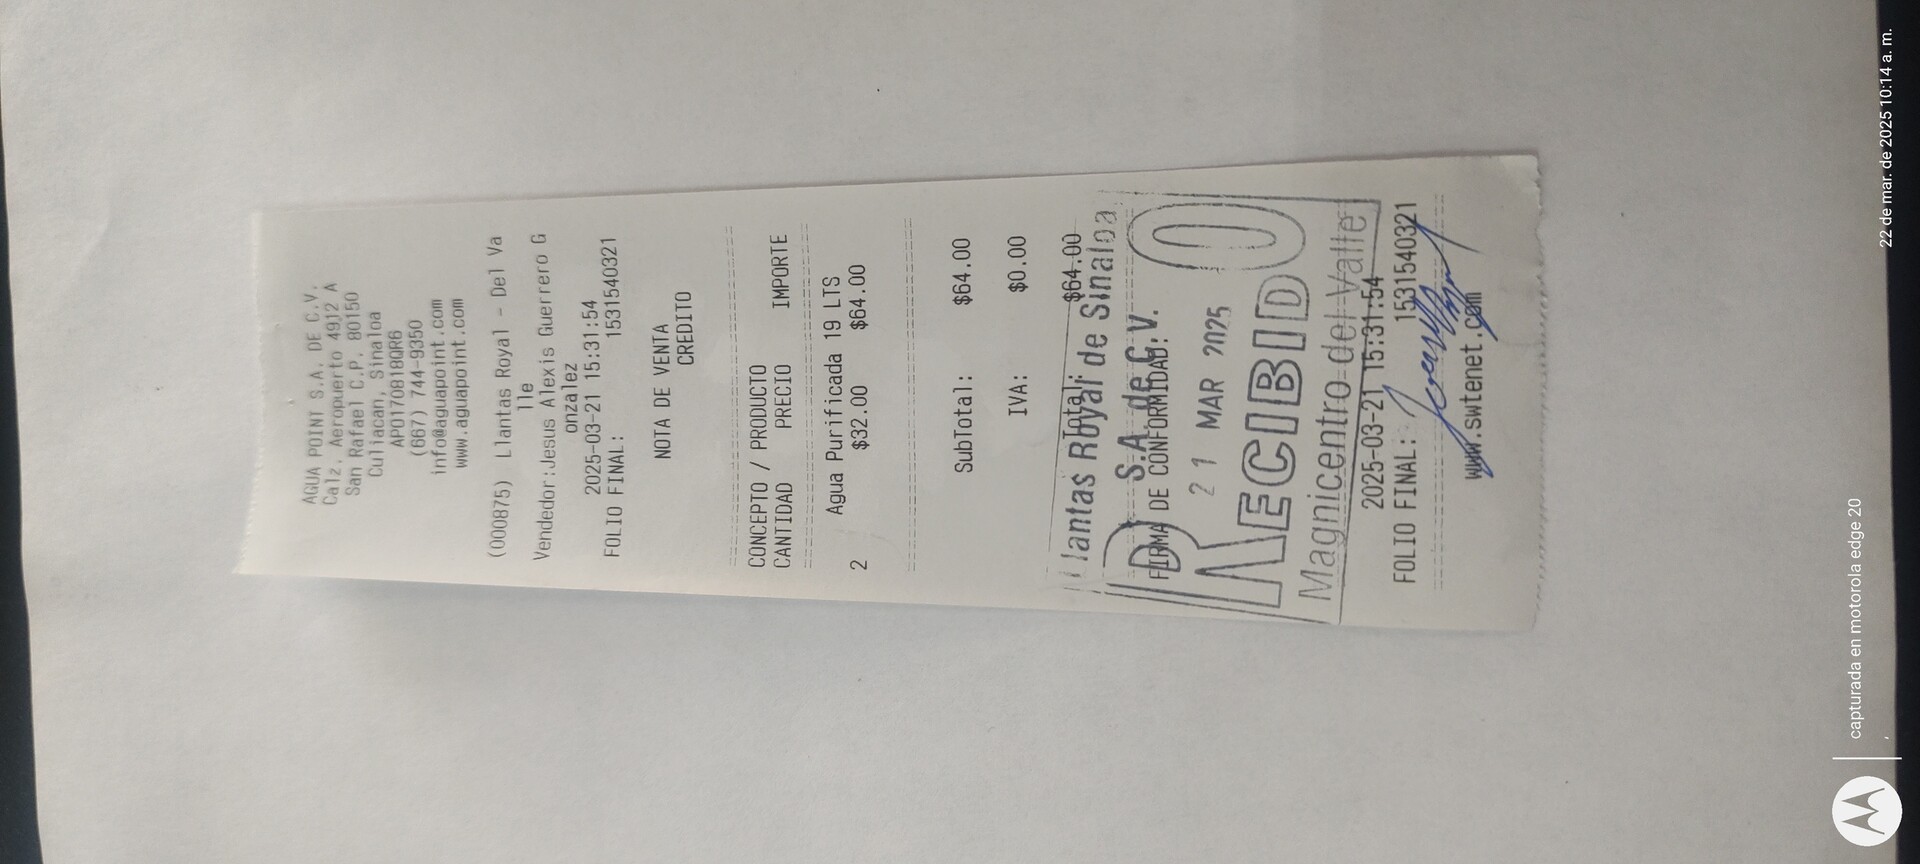 AGUA POINT S.A. DE C.V.
Calz. Aeropuerto 4912 A
San Rafael C.P. 80150
Culiacan, Sinaloa
APO170818QR6
(667) 744-9350
info@aguapoint.com
www.aguapoint.com
(000875) Llantas Royal - Del Va
lle
Vendedor:Jesus Alexis Guerrero G
onzalez
2025-03-21 15:31:54
FOLIO FINAL: 1531540321
NOTA DE VENTA
CREDITO
CONCEPTO / PRODUCTO
CANTIDAD PRECIO IMPORTE
Agua Purificada 19 LTS
2 $32.00 $64.00
SubTotal: $64.00
IVA: $0.00
Total: $64.00
Llantas Royal de Sinaloa
S.A. de C.V.
FIRMA DE CONFORMIDAD:
21 MAR 2025
RECIBIDO
Magnicentro del Valle
2025-03-21 15:31:54
FOLIO FINAL: 1531540321
www.swtenet.com
capturada en motorola edge 20
22 de mar. de 2025 10:14 a. m.